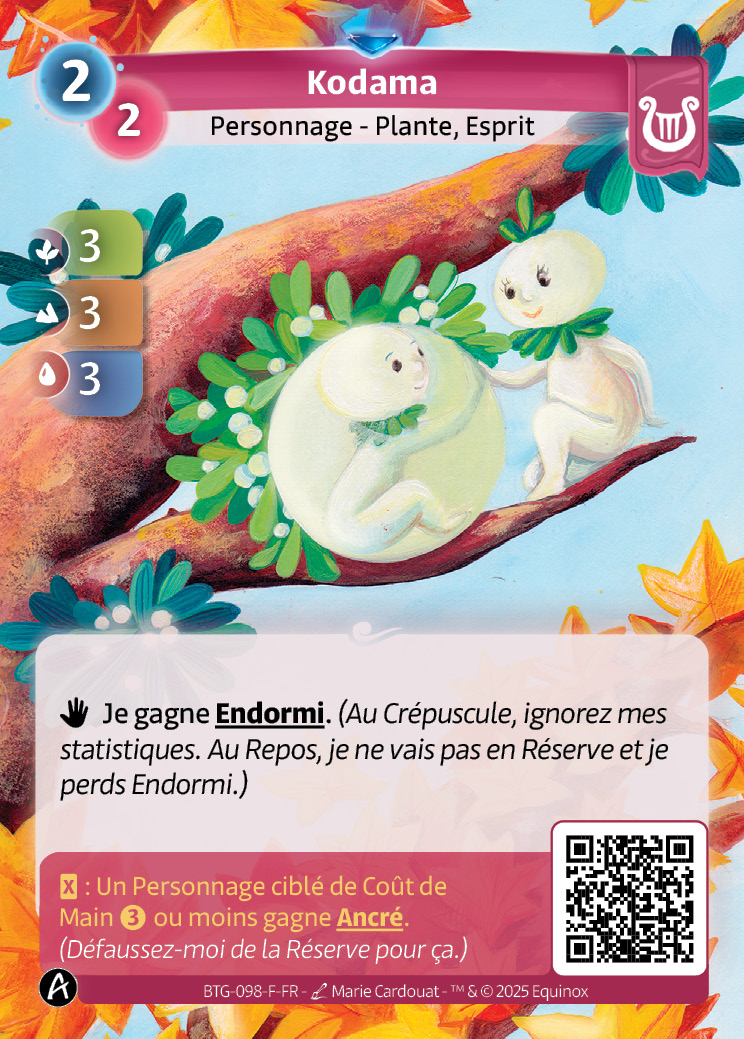 2
Kodama
2
Personnage - Plante, Esprit
3
3
3
Je gagne Endormi. (Au Crépuscule, ignorez mes
statistiques. Au Repos, je ne vais pas en Réserve et je
perds Endormi.)
X : Un Personnage ciblé de Coût de
Main 3 ou moins gagne Ancré.
(Défaussez-moi de la Réserve pour ça.)
A
BTG-098-F-FR - Marie Cardouat - ™ & © 2025 Equinox